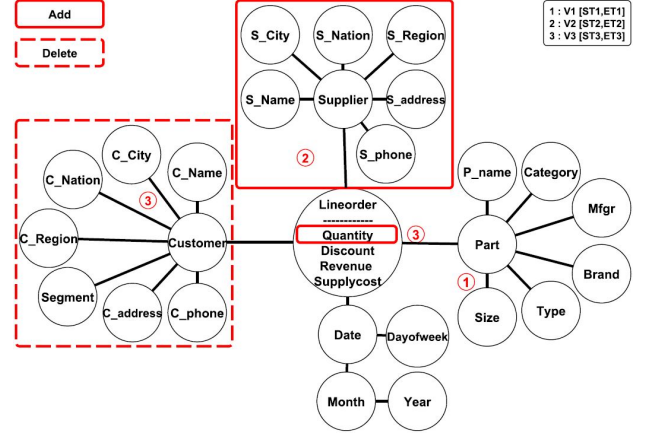 Add
Delete
1 : V1 [ST1,ET1]
2 : V2 [ST2,ET2]
3 : V3 [ST3,ET3]
S_City
S_Nation
S_Region
S_Name
Supplier
S_address
S_phone
2
C_City
C_Name
C_Nation
3
C_Region
Customer
Segment
C_address
C_phone
Lineorder
------------
Quantity
Discount
Revenue
Supplycost
3
P_name
Category
Mfgr
Part
Brand
1
Size
Type
Date
Dayofweek
Month
Year